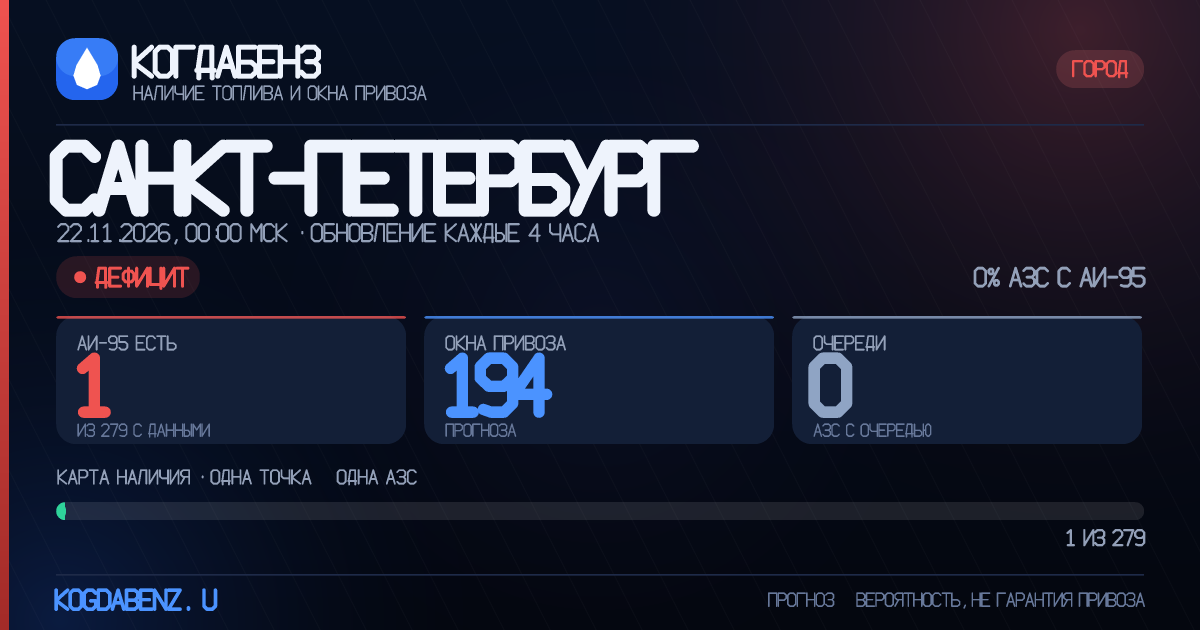 КОГДАБЕНЗ
НАЛИЧИЕ ТОПЛИВА И ОКНА ПРИВОЗА
ГОРОД
САНКТ-ПЕТЕРБУРГ
22.11.2026, 00:00 МСК · ОБНОВЛЕНИЕ КАЖДЫЕ 4 ЧАСА
ДЕФИЦИТ
0% АЗС С АИ-95
АИ-95 ЕСТЬ
1
ИЗ 279 С ДАННЫМИ
ОКНА ПРИВОЗА
194
ПРОГНОЗА
ОЧЕРЕДИ
0
АЗС С ОЧЕРЕДЬЮ
КАРТА НАЛИЧИЯ · ОДНА ТОЧКА ОДНА АЗС
1 ИЗ 279
KOGDABENZ. U
ПРОГНОЗ ВЕРОЯТНОСТЬ, НЕ ГАРАНТИЯ ПРИВОЗА